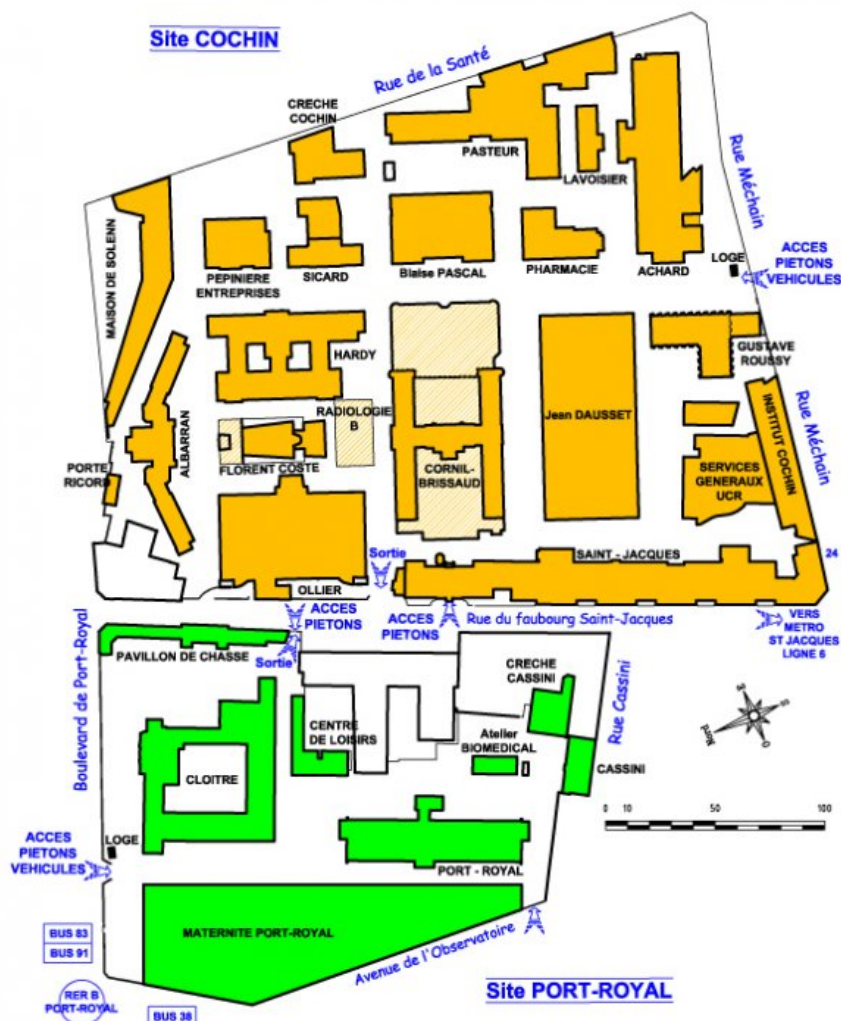 Site COCHIN
Rue de la Santé
CRECHE
COCHIN
PASTEUR
LAVOISIER
Rue Méchain
MAISON DE SOLENN
PEPINIERE
ENTREPRISES
SICARD
Blaise PASCAL
PHARMACIE
ACHARD
LOGE
ACCES
PIETONS
VEHICULES
HARDY
GUSTAVE
ROUSSY
RADIOLOGIE
B
Jean DAUSSET
INSTITUT COCHIN
Rue Méchain
ALBARRAN
PORTE
RICORD
FLORENT COSTE
CORNIL-
BRISSAUD
SERVICES
GENERAUX
UCR
Sortie
SAINT - JACQUES
24
OLLIER
ACCES
PIETONS
ACCES
PIETONS
Rue du faubourg Saint-Jacques
VERS
METRO
ST JACQUES
LIGNE 6
PAVILLON DE CHASSE
Sortie
Boulevard de Port-Royal
CRECHE
CASSINI
Rue Cassini
E
S
Nord
O
CENTRE
DE LOISIRS
Atelier
BIOMEDICAL
CLOITRE
CASSINI
0 10 50 100
LOGE
ACCES
PIETONS
VEHICULES
PORT - ROYAL
MATERNITE PORT-ROYAL
Avenue de l'Observatoire
BUS 83
BUS 91
RER B
PORT-ROYAL
BUS 38
Site PORT-ROYAL